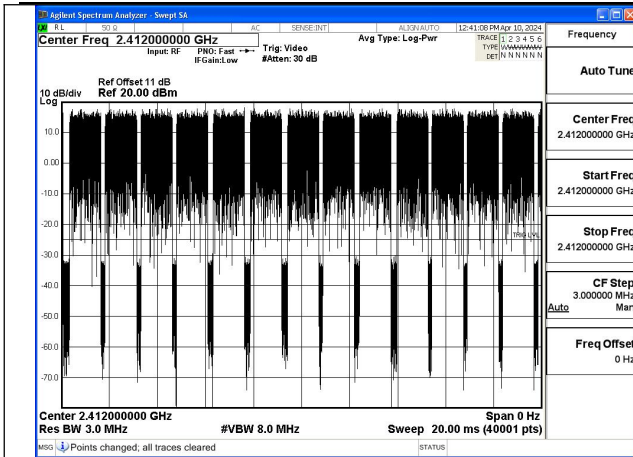 Agilent Spectrum Analyzer - Swept SA
RL 50 Ω AC SENSE:INT ALIGN AUTO 12:41:08 PM Apr 10, 2024
Center Freq 2.412000000 GHz
Input: RF PNO: Fast Trig: Video Avg Type: Log-Pwr
IFGain:Low #Atten: 30 dB
TRACE 1 2 3 4 5 6
TYPE
DET N N N N N N
Frequency
Auto Tune
Center Freq
2.412000000 GHz
Start Freq
2.412000000 GHz
Stop Freq
2.412000000 GHz
CF Step
3.000000 MHz
Auto Man
Freq Offset
0 Hz
Ref Offset 11 dB
10 dB/div Ref 20.00 dBm
Log
10.0
0.00
-10.0
-20.0
TRIG LVL
-30.0
-40.0
-50.0
-60.0
-70.0
Center 2.412000000 GHz Span 0 Hz
Res BW 3.0 MHz #VBW 8.0 MHz Sweep 20.00 ms (40001 pts)
MSG Points changed; all traces cleared STATUS